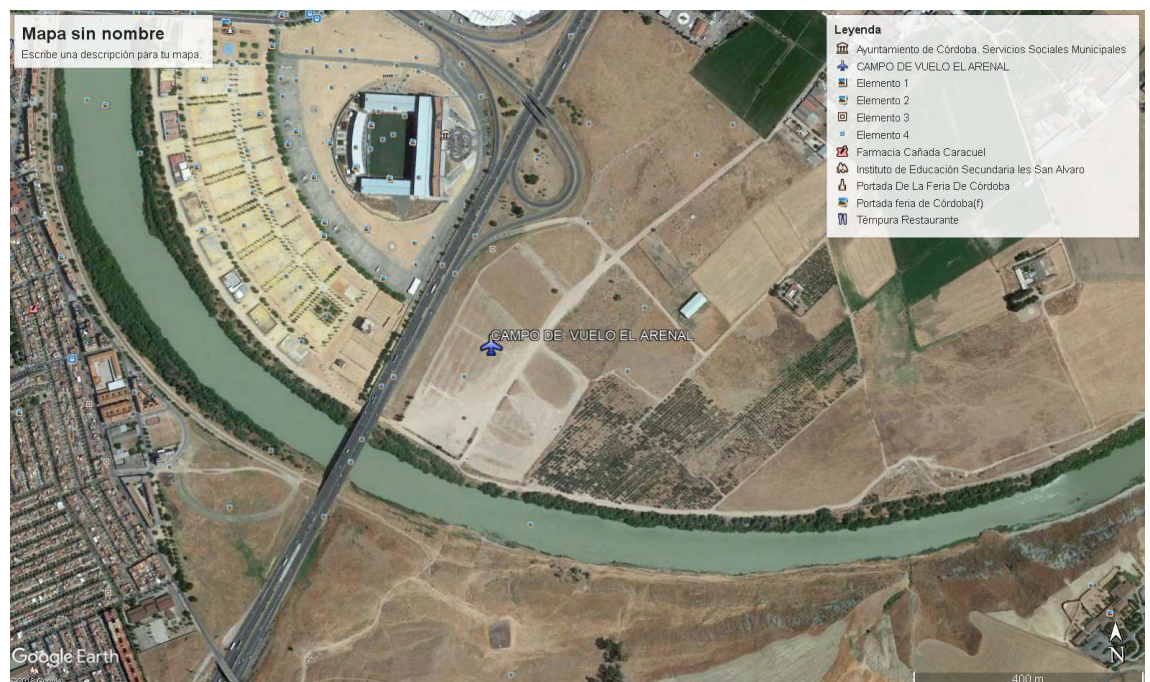 Mapa sin nombre
Escribe una descripción para tu mapa.
Leyenda
Ayuntamiento de Córdoba. Servicios Sociales Municipales
CAMPO DE VUELO EL ARENAL
Elemento 1
Elemento 2
Elemento 3
Elemento 4
Farmacia Cañada Caracuel
Instituto de Educación Secundaria Ies San Alvaro
Portada De La Feria De Córdoba
Portada feria de Córdoba(f)
Témpura Restaurante
CAMPO DE VUELO EL ARENAL
Google Earth
N
400 m